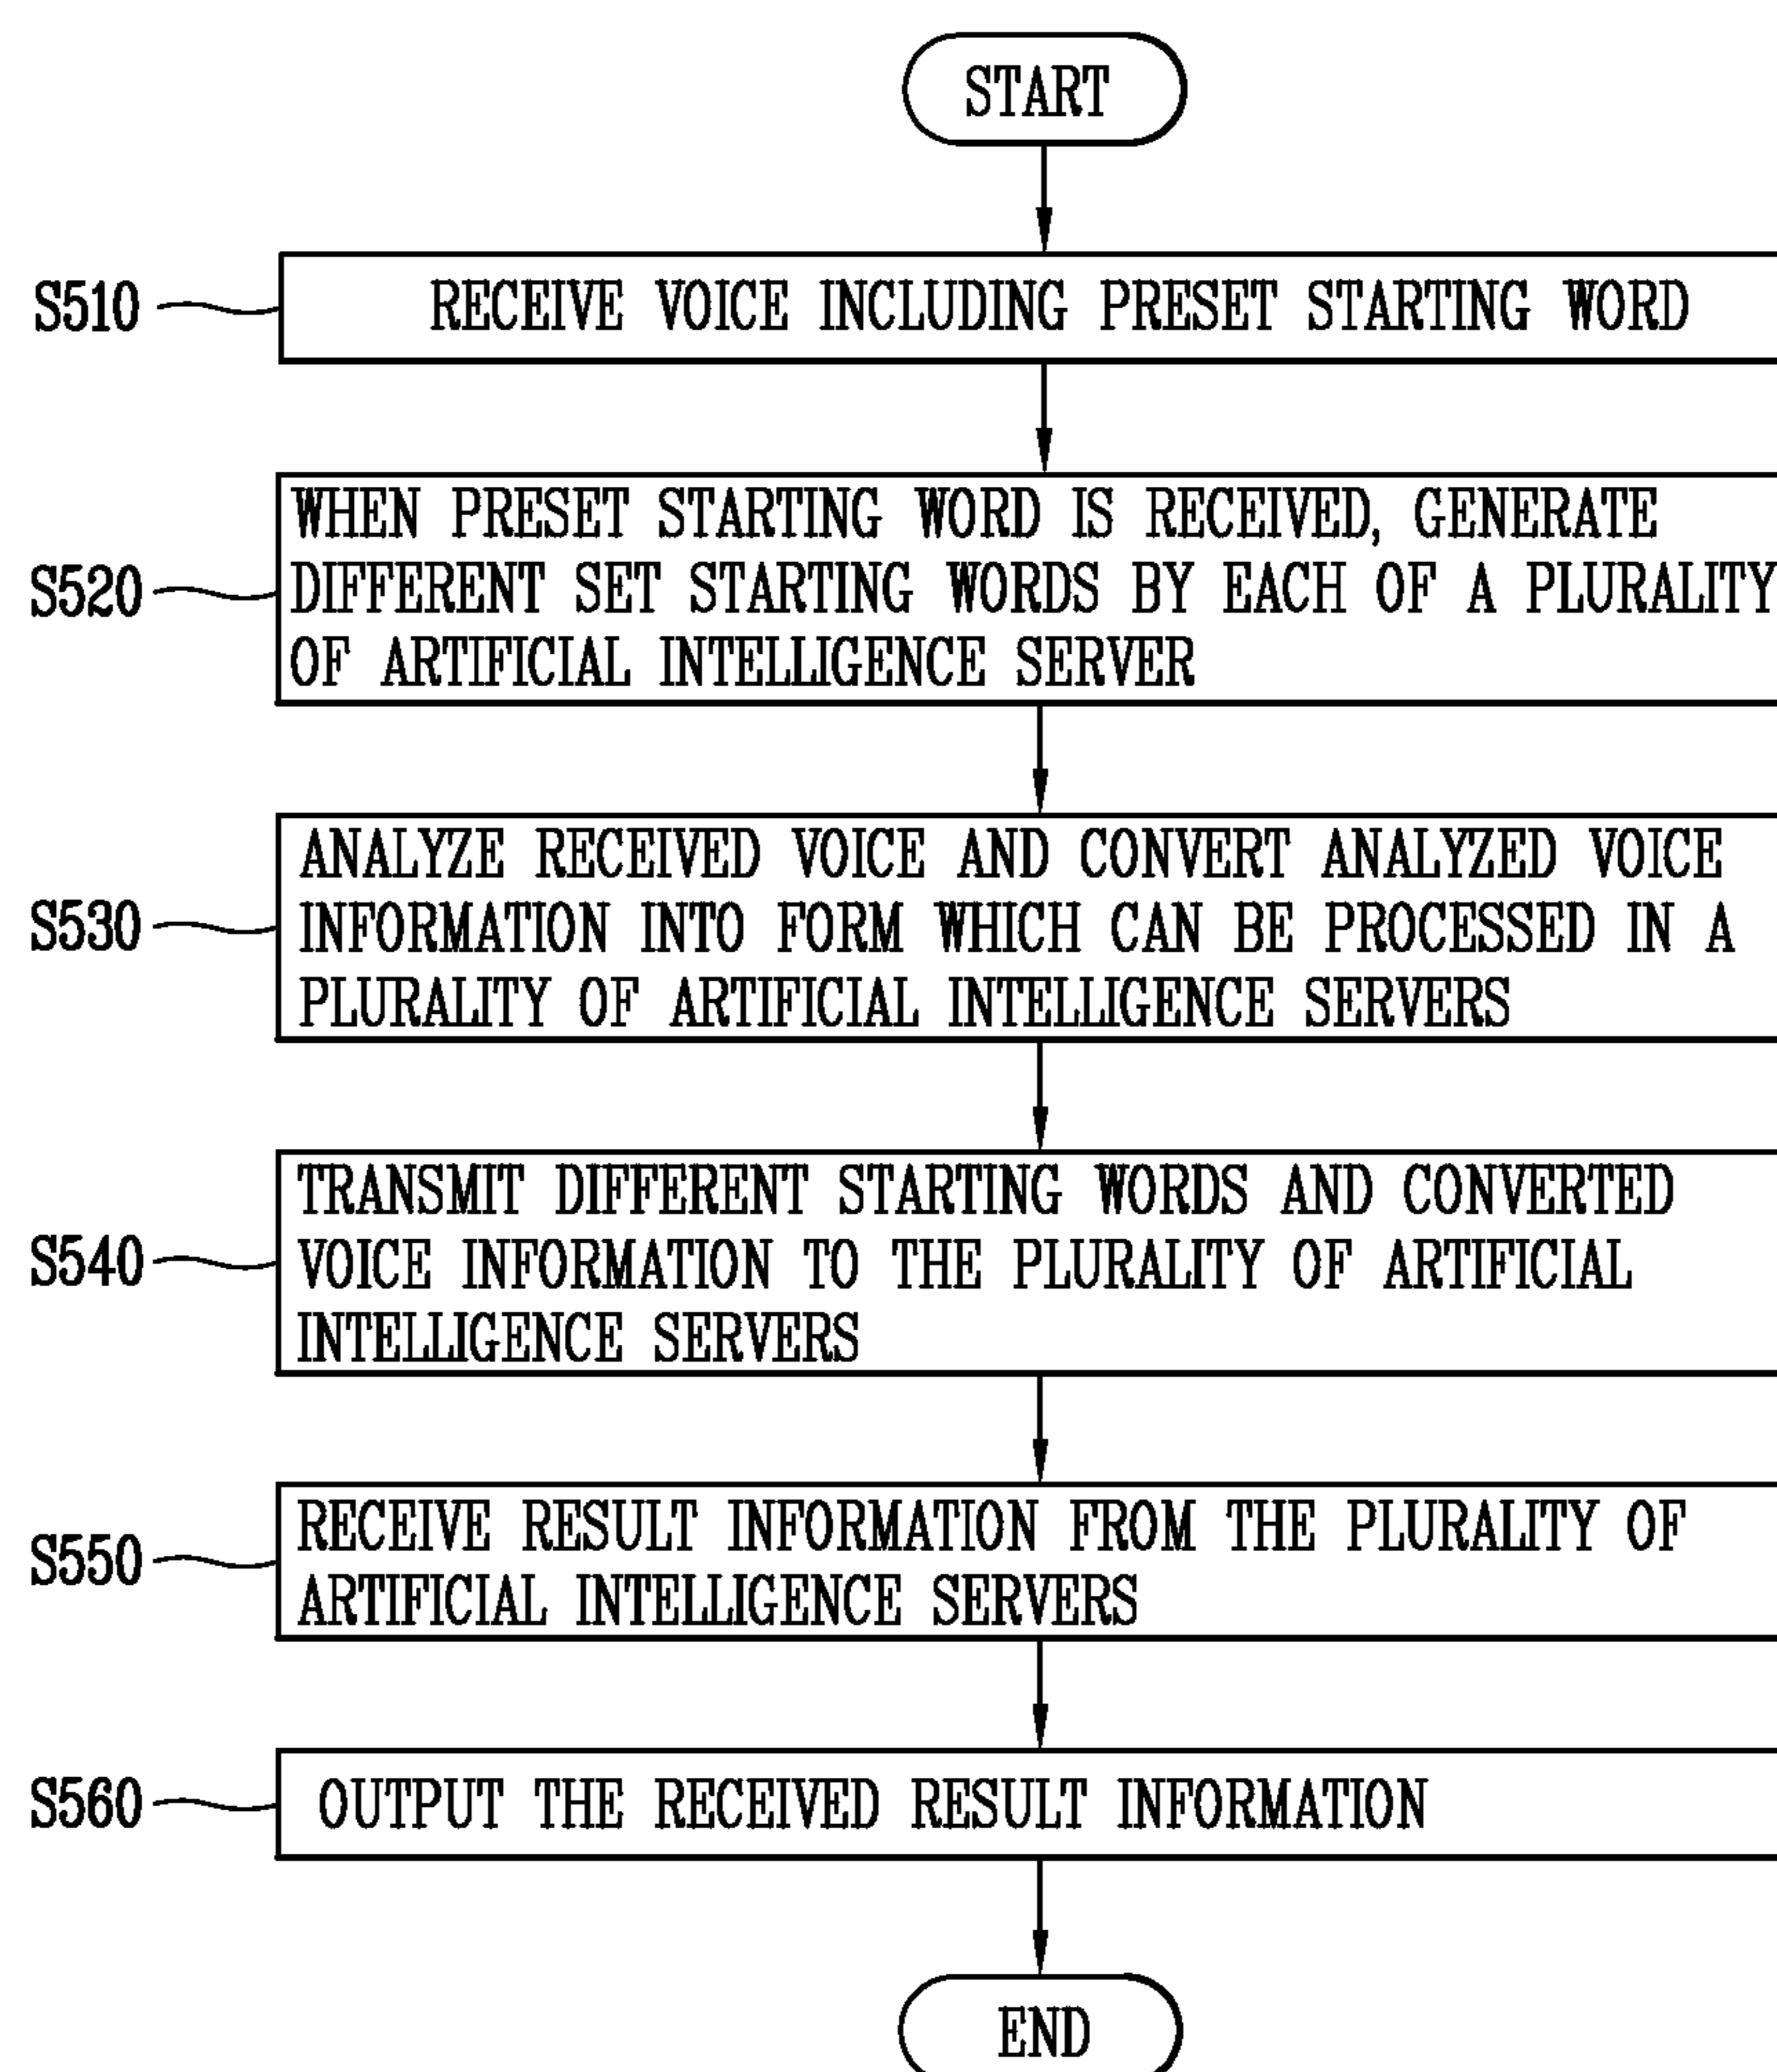 START
S510
RECEIVE VOICE INCLUDING PRESET STARTING WORD
S520
WHEN PRESET STARTING WORD IS RECEIVED, GENERATE
DIFFERENT SET STARTING WORDS BY EACH OF A PLURALITY
OF ARTIFICIAL INTELLIGENCE SERVER
S530
ANALYZE RECEIVED VOICE AND CONVERT ANALYZED VOICE
INFORMATION INTO FORM WHICH CAN BE PROCESSED IN A
PLURALITY OF ARTIFICIAL INTELLIGENCE SERVERS
S540
TRANSMIT DIFFERENT STARTING WORDS AND CONVERTED
VOICE INFORMATION TO THE PLURALITY OF ARTIFICIAL
INTELLIGENCE SERVERS
S550
RECEIVE RESULT INFORMATION FROM THE PLURALITY OF
ARTIFICIAL INTELLIGENCE SERVERS
S560
OUTPUT THE RECEIVED RESULT INFORMATION
END